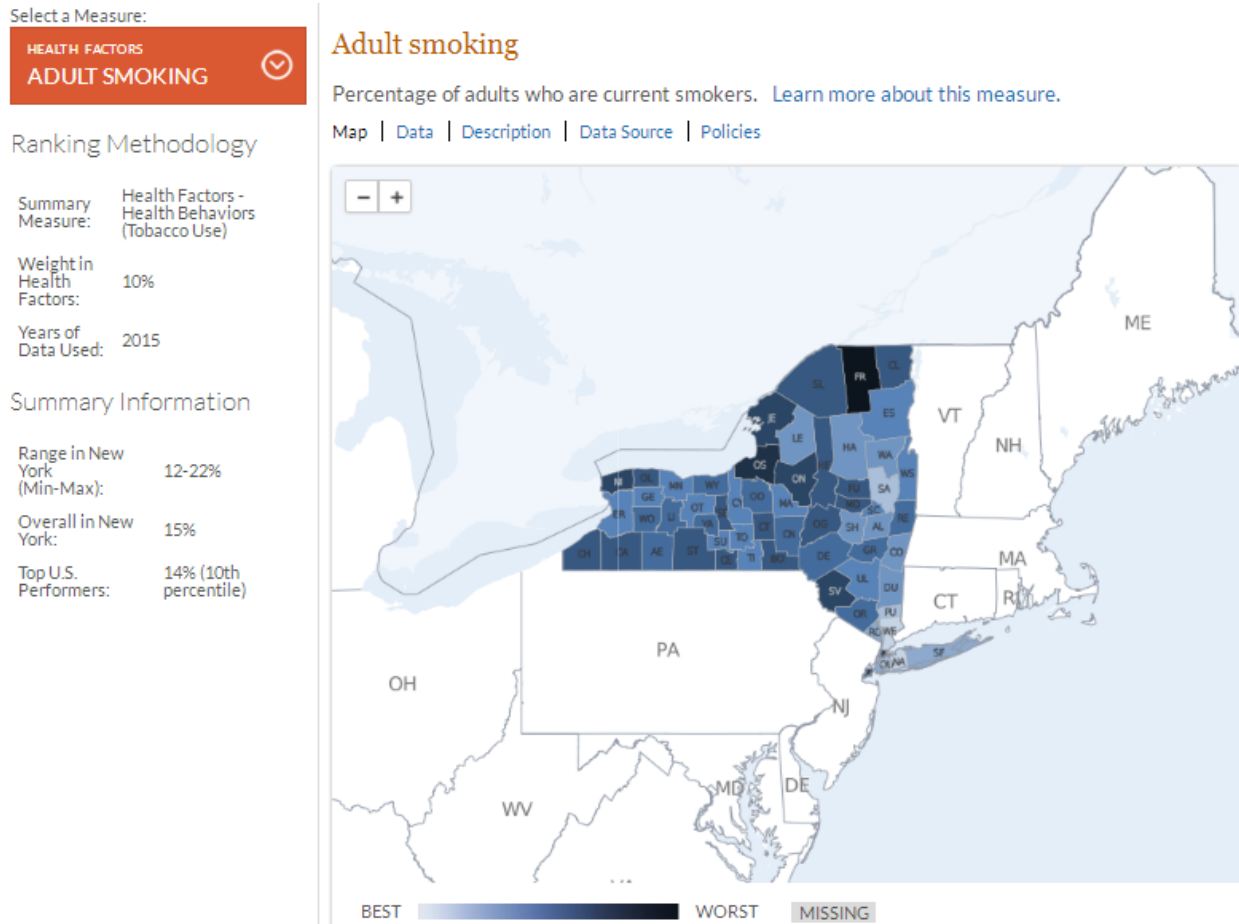 Select a Measure:
HEALTH FACTORS
ADULT SMOKING
Ranking Methodology
Summary Measure:
Health Factors -
Health Behaviors
(Tobacco Use)
Weight in
Health
Factors:
10%
Years of
Data Used:
2015
Summary Information
Range in New
York
(Min-Max):
12-22%
Overall in New
York:
15%
Top U.S.
Performers:
14% (10th
percentile)
Adult smoking
Percentage of adults who are current smokers. Learn more about this measure.
Map | Data | Description | Data Source | Policies
− +
ME
VT
NH
MA
CT
RI
PA
OH
NJ
MD
DE
WV
SL
FR
CL
ES
JE
LE
HA
WA
WS
OS
ON
SA
NI
OL
MN
WY
GE
OT
CY
OD
MA
FU
MO
SC
ER
WO
LI
YA
CT
CN
OG
SH
AL
RE
CH
CA
AE
ST
SU
TO
TI
BO
DE
GR
CO
SV
UL
DU
OR
PU
RO
WE
NA
SF
BEST
WORST
MISSING